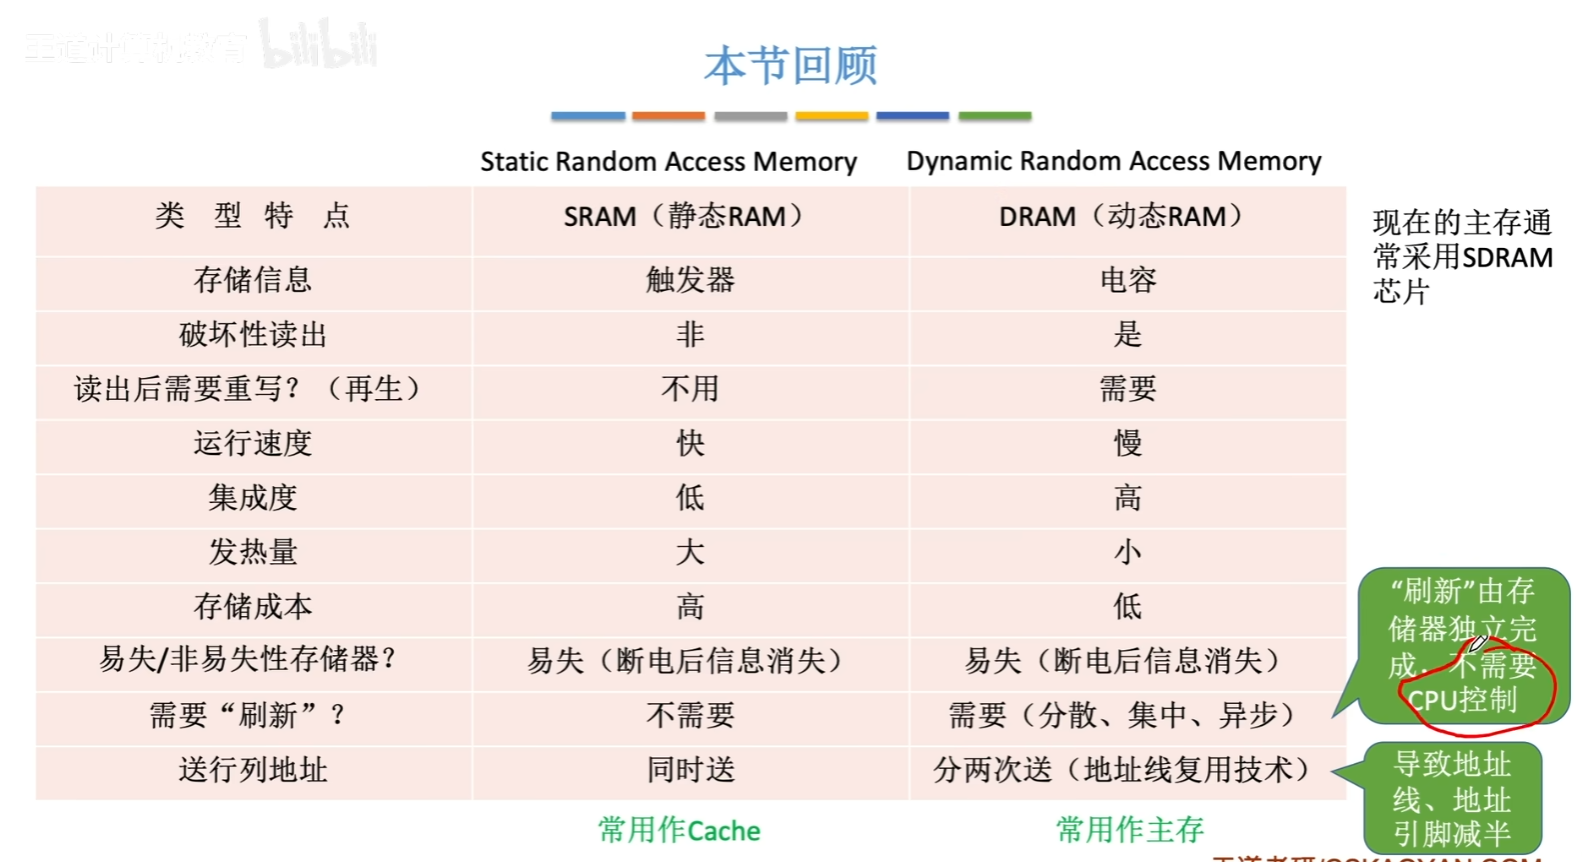 王道计算机教育 bilibili
本节回顾
Static Random Access Memory Dynamic Random Access Memory
类 型 特 点 SRAM（静态RAM） DRAM（动态RAM）
存储信息 触发器 电容
破坏性读出 非 是
读出后需要重写？（再生） 不用 需要
运行速度 快 慢
集成度 低 高
发热量 大 小
存储成本 高 低
易失/非易失性存储器？ 易失（断电后信息消失） 易失（断电后信息消失）
需要“刷新”？ 不需要 需要（分散、集中、异步）
送行列地址 同时送 分两次送（地址线复用技术）
常用作Cache 常用作主存
现在的主存通
常采用SDRAM
芯片
“刷新”由存
储器独立完
成，不需要
CPU控制
导致地址
线、地址
引脚减半
王道考研/CSKAOYAN.COM